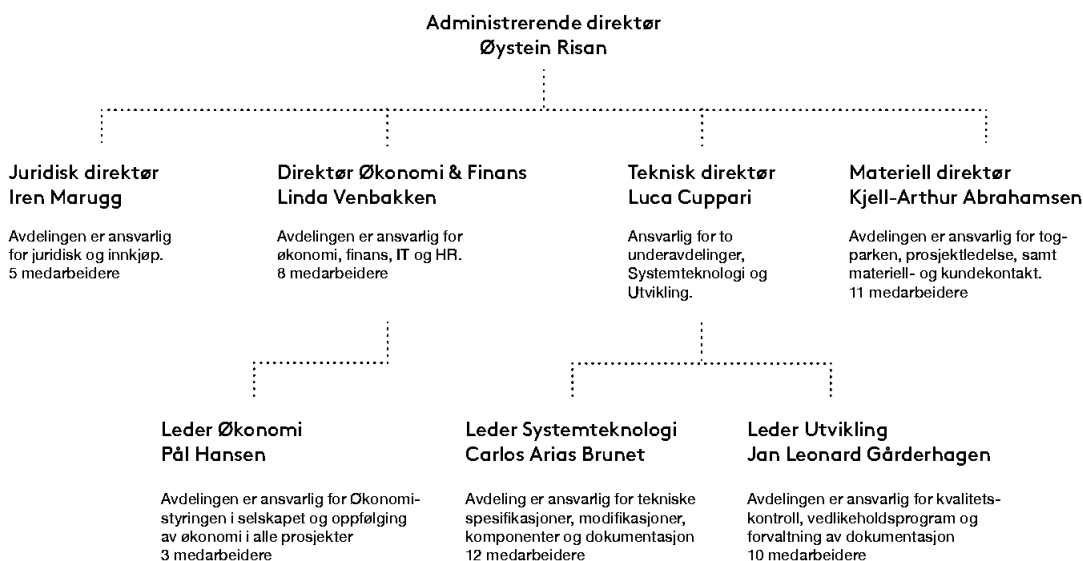 Administrerende direktør
Øystein Risan
Juridisk direktør
Iren Marugg
Avdelingen er ansvarlig
for juridisk og innkjøp.
5 medarbeidere
Direktør Økonomi & Finans
Linda Venbakken
Avdelingen er ansvarlig for
økonomi, finans, IT og HR.
8 medarbeidere
Teknisk direktør
Luca Cuppari
Ansvarlig for to
underavdelinger,
Systemteknologi og
Utvikling.
Materiell direktør
Kjell-Arthur Abrahamsen
Avdelingen er ansvarlig for tog-
parken, prosjektledelse, samt
materiell- og kundekontakt.
11 medarbeidere
Leder Økonomi
Pål Hansen
Avdelingen er ansvarlig for Økonomi-
styringen i selskapet og oppfølging
av økonomi i alle prosjekter
3 medarbeidere
Leder Systemteknologi
Carlos Arias Brunet
Avdeling er ansvarlig for tekniske
spesifikasjoner, modifikasjoner,
komponenter og dokumentasjon
12 medarbeidere
Leder Utvikling
Jan Leonard Gårderhagen
Avdelingen er ansvarlig for kvalitets-
kontroll, vedlikeholdsprogram og
forvaltning av dokumentasjon
10 medarbeidere